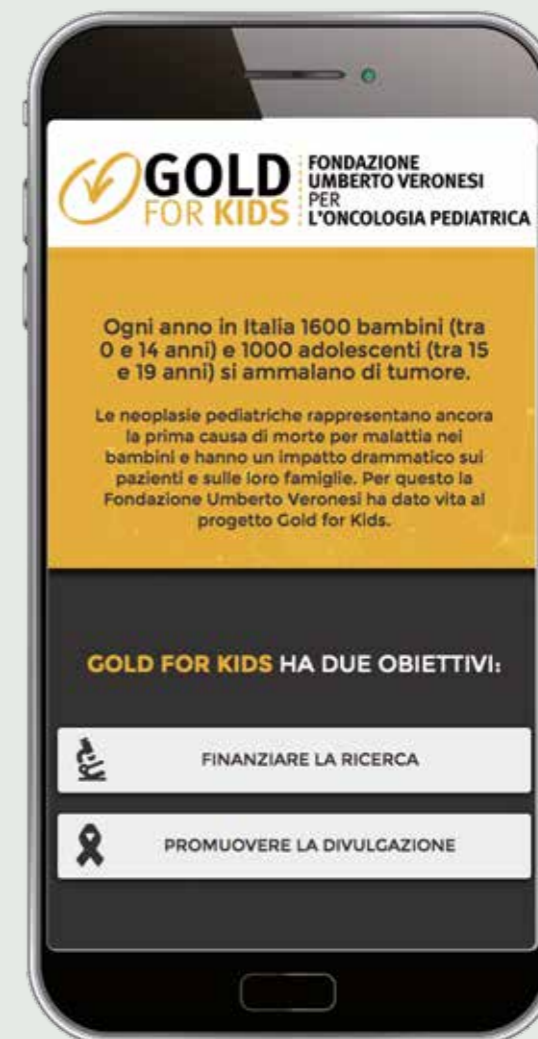 GOLD
FOR KIDS
FONDAZIONE
UMBERTO VERONESI
PER
L'ONCOLOGIA PEDIATRICA
Ogni anno in Italia 1600 bambini (tra
0 e 14 anni) e 1000 adolescenti (tra 15
e 19 anni) si ammalano di tumore.
Le neoplasie pediatriche rappresentano ancora
la prima causa di morte per malattia nei
bambini e hanno un impatto drammatico sui
pazienti e sulle loro famiglie. Per questo la
Fondazione Umberto Veronesi ha dato vita al
progetto Gold for Kids.
GOLD FOR KIDS HA DUE OBIETTIVI:
FINANZIARE LA RICERCA
PROMUOVERE LA DIVULGAZIONE